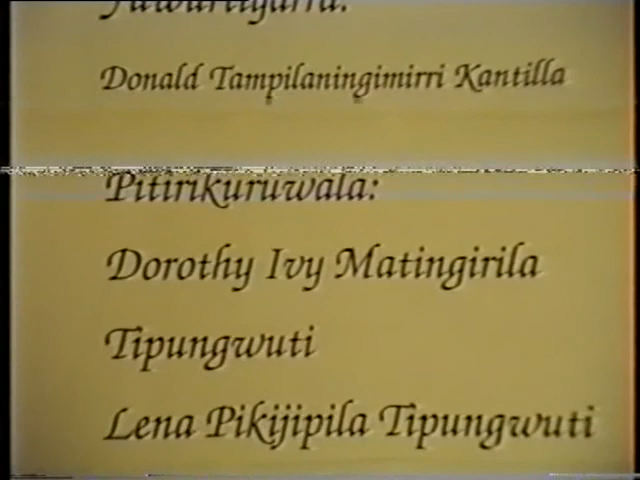 Donald Tampilaningimirri Kantilla
Pitirikuruwala:
Dorothy Ivy Matingirila
Tipungwuti
Lena Pikijipila Tipungwuti